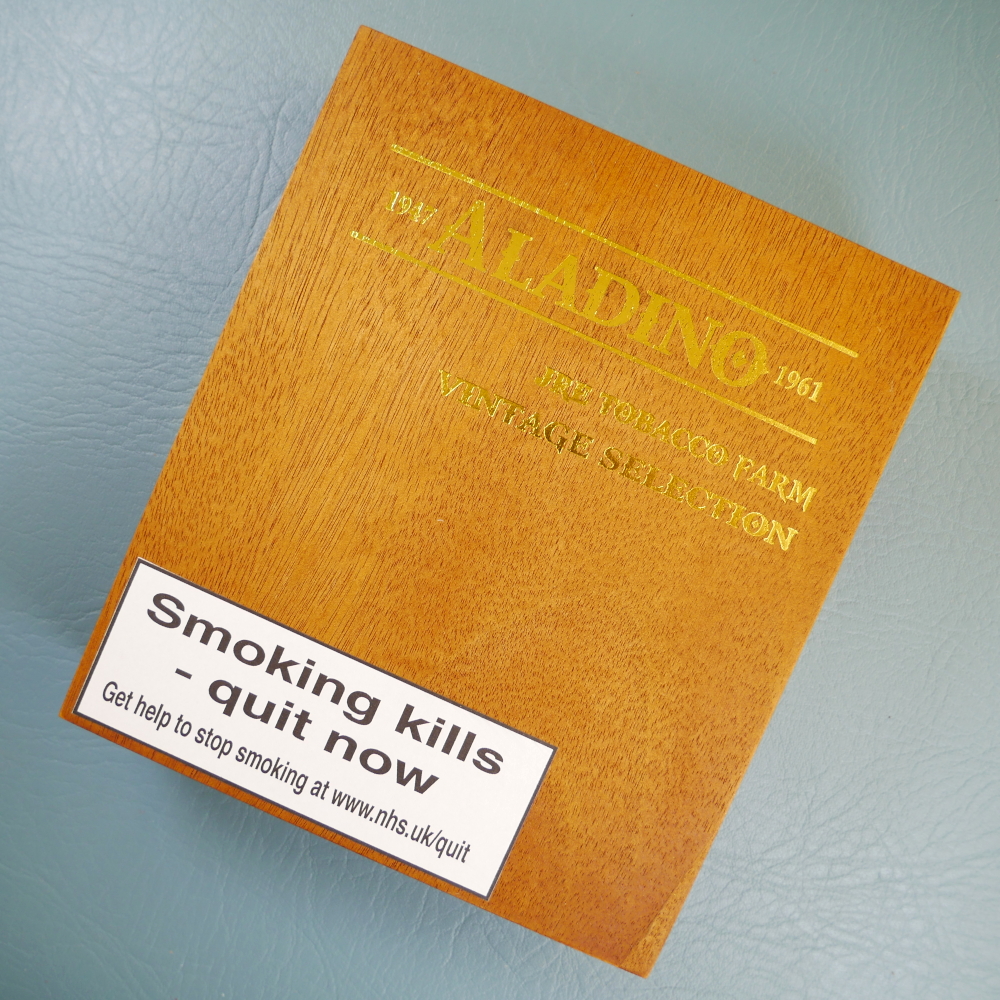 1947 ALADINO 1961
JRE TOBACCO FARM
VINTAGE SELECTION
Smoking kills
- quit now
Get help to stop smoking at www.nhs.uk/quit